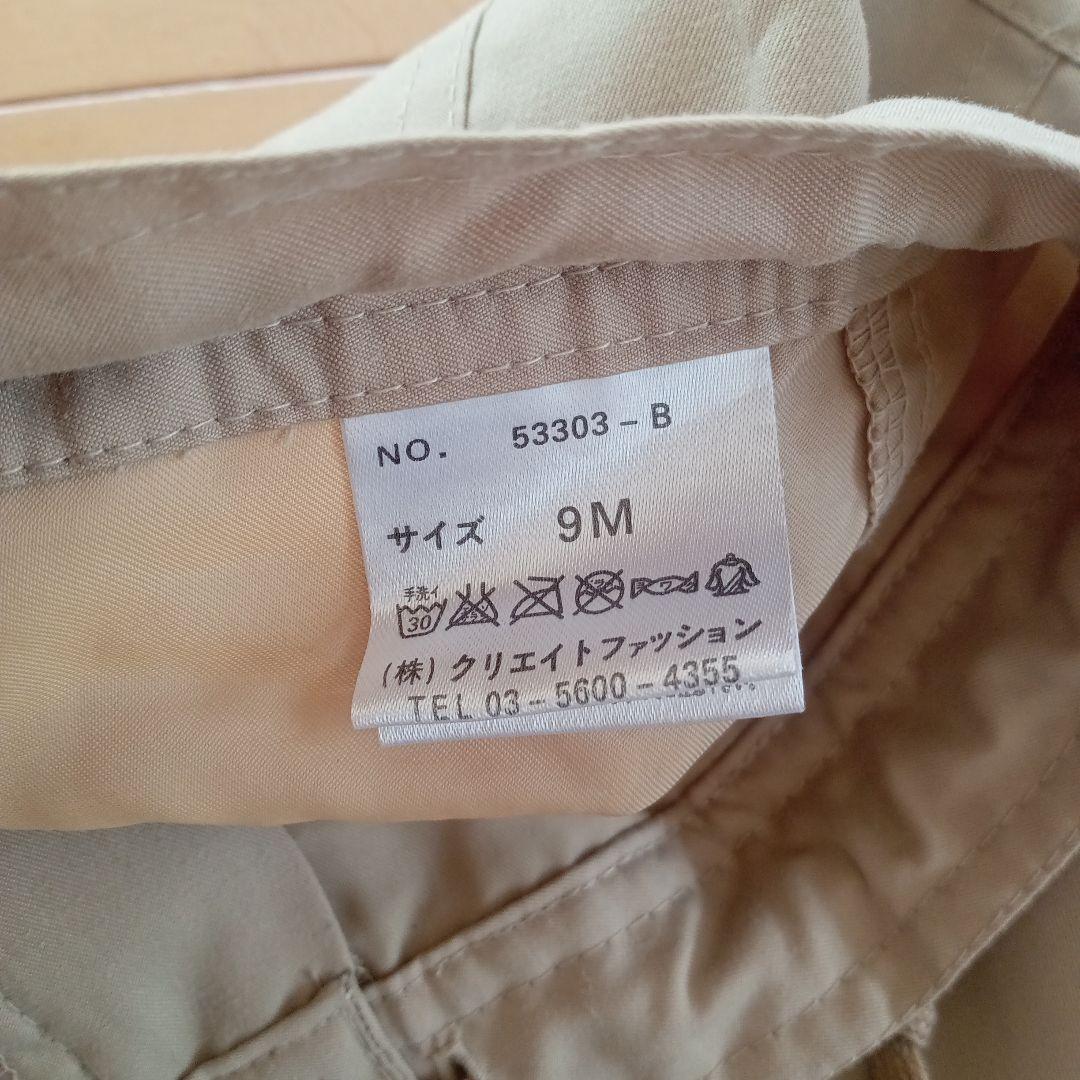 NO. 53303-B
サイズ 9M
手洗イ
30
(株)クリエイトファッション
TEL 03-5600-4355